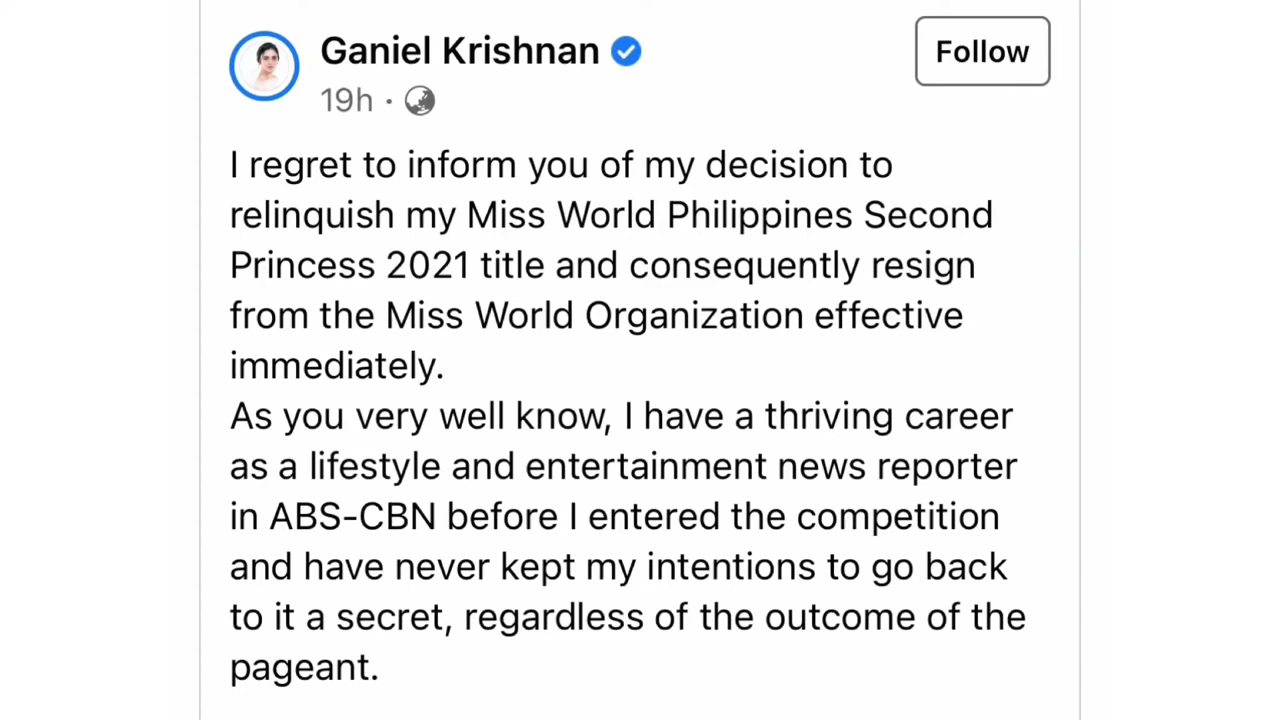 Ganiel Krishnan
Follow
19h ·
I regret to inform you of my decision to
relinquish my Miss World Philippines Second
Princess 2021 title and consequently resign
from the Miss World Organization effective
immediately.
As you very well know, I have a thriving career
as a lifestyle and entertainment news reporter
in ABS-CBN before I entered the competition
and have never kept my intentions to go back
to it a secret, regardless of the outcome of the
pageant.